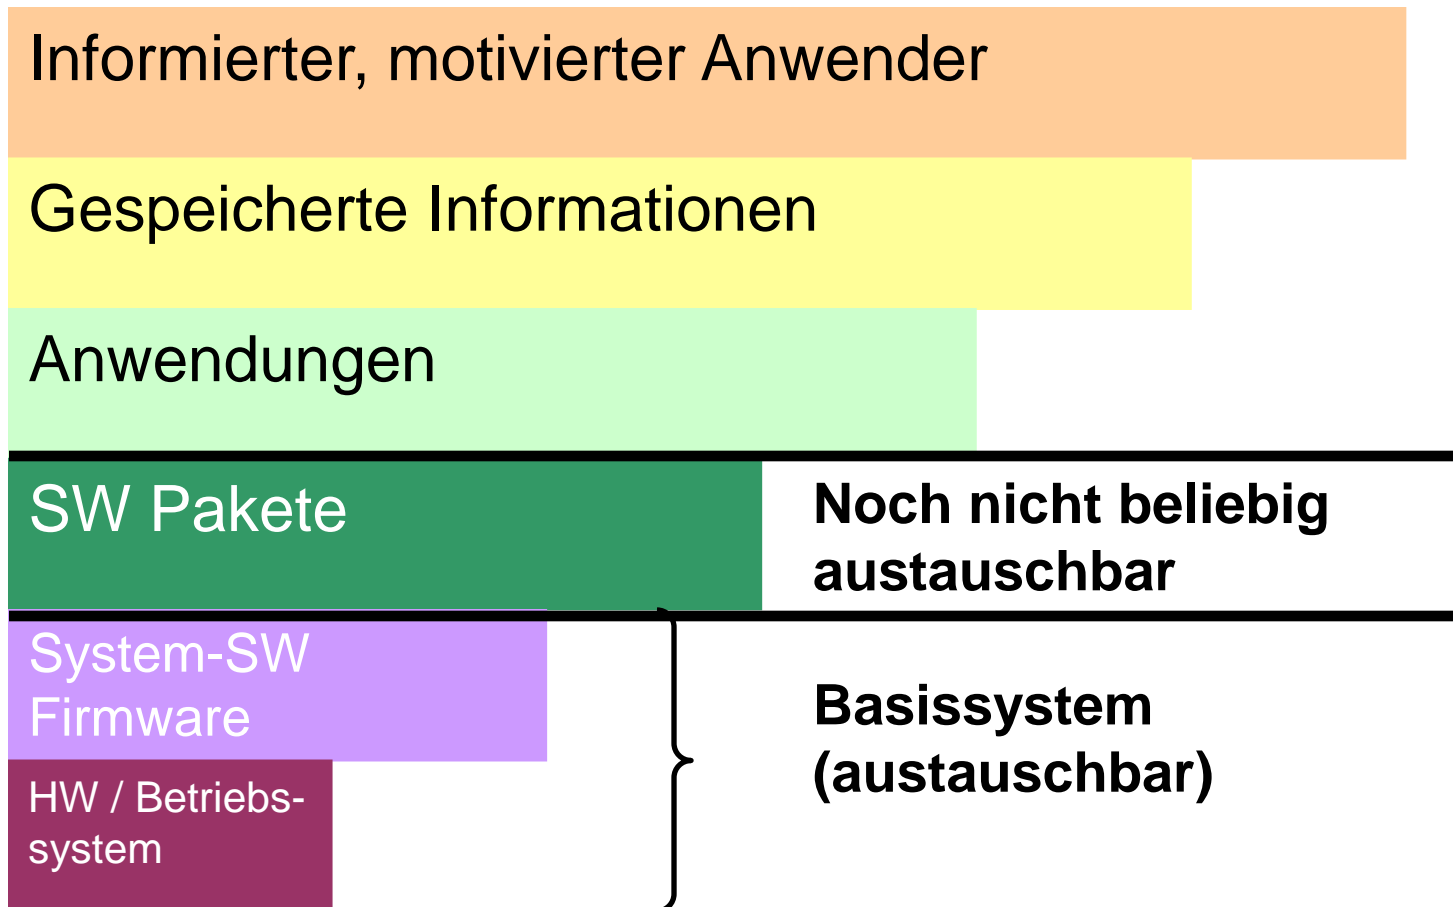 Informierter, motivierter Anwender
Gespeicherte Informationen
Anwendungen
SW Pakete
Noch nicht beliebig
austauschbar
System-SW
Firmware
Basissystem
(austauschbar)
HW / Betriebs-
system